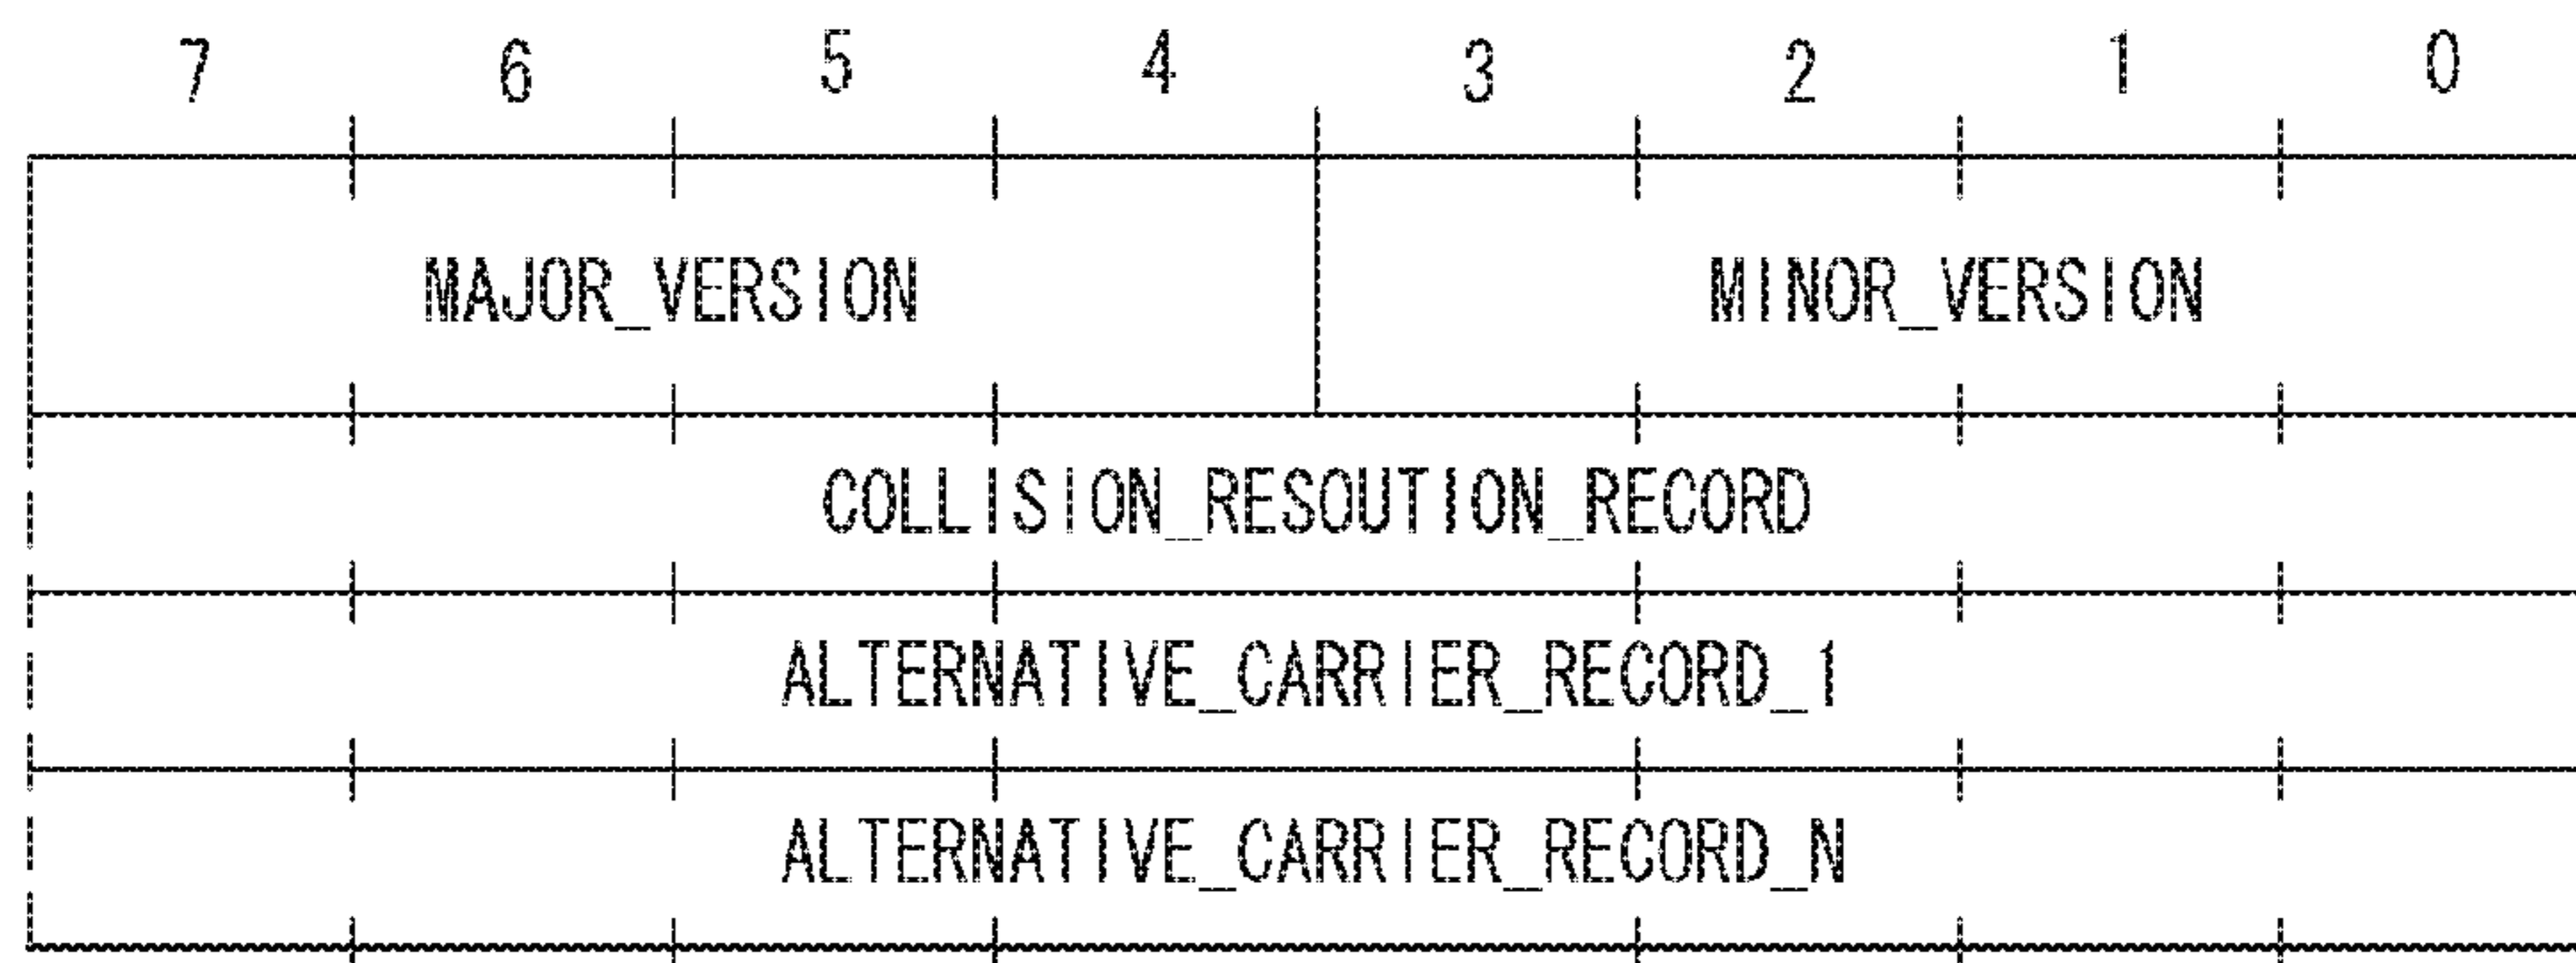 7 6 5 4 3 2 1 0
MAJOR_VERSION MINOR_VERSION
COLLISION_RESOUTION_RECORD
ALTERNATIVE_CARRIER_RECORD_1
ALTERNATIVE_CARRIER_RECORD_N